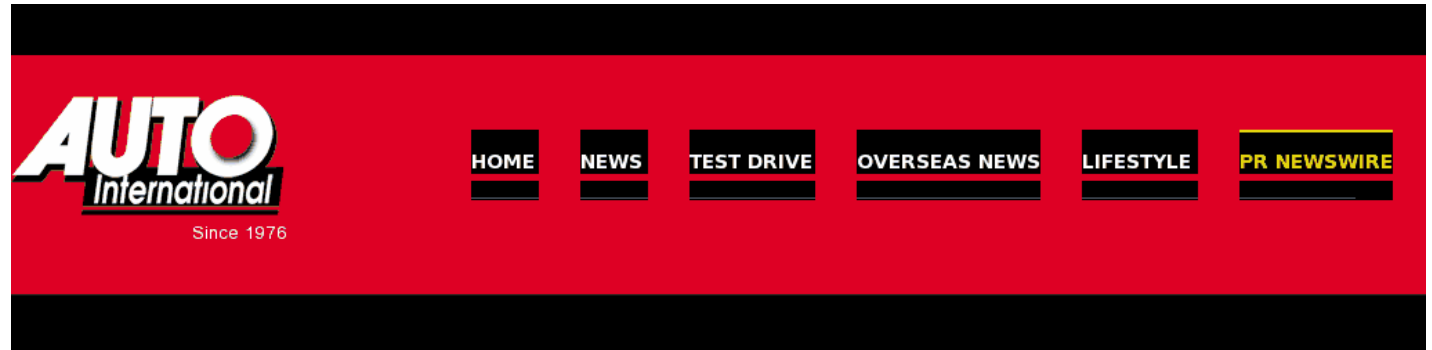 AUTO
International
Since 1976
HOME NEWS TEST DRIVE OVERSEAS NEWS LIFESTYLE PR NEWSWIRE